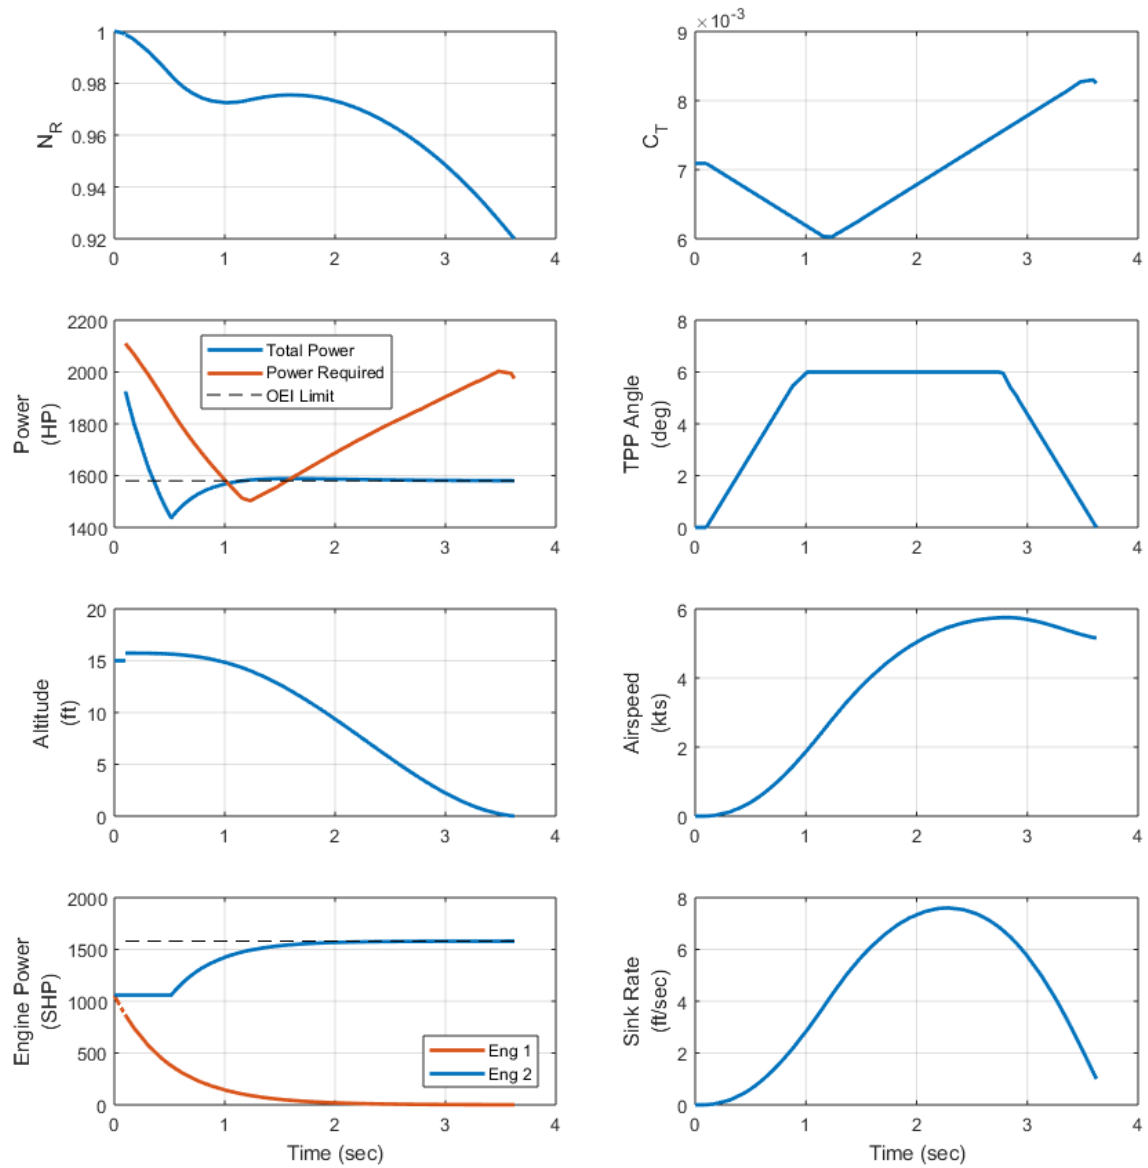 1
0.98
0.96
0.94
0.92
N_R
0 1 2 3 4
×10^-3
9
8
7
6
C_T
0 1 2 3 4
2200
2000
1800
1600
1400
Power
(HP)
Total Power
Power Required
OEI Limit
0 1 2 3 4
8
6
4
2
0
TPP Angle
(deg)
0 1 2 3 4
20
15
10
5
0
Altitude
(ft)
0 1 2 3 4
6
4
2
0
Airspeed
(kts)
0 1 2 3 4
2000
1500
1000
500
0
Engine Power
(SHP)
Eng 1
Eng 2
0 1 2 3 4
Time (sec)
8
6
4
2
0
Sink Rate
(ft/sec)
0 1 2 3 4
Time (sec)